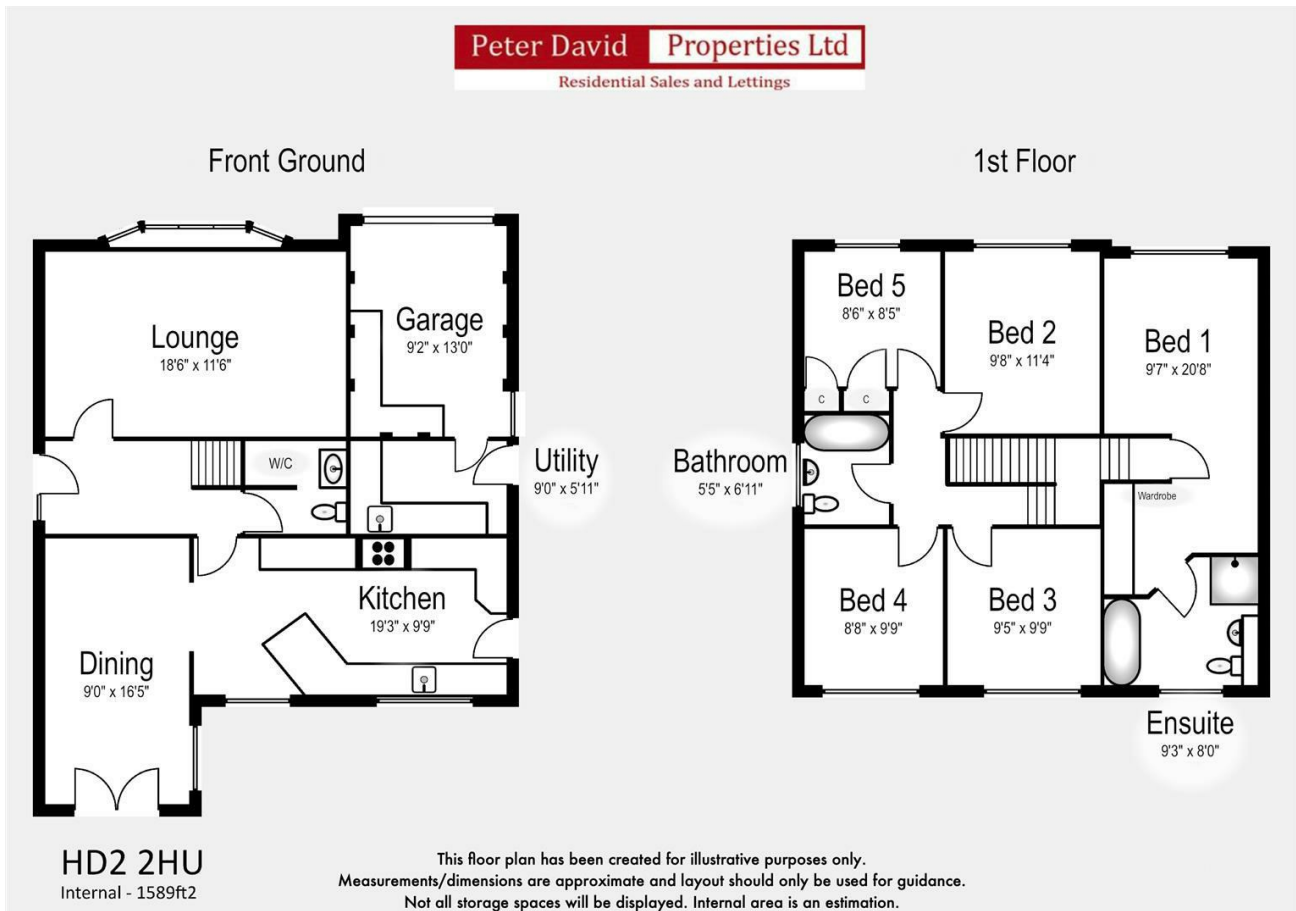 Peter David Properties Ltd
Residential Sales and Lettings
Front Ground
Lounge
18'6" x 11'6"
Garage
9'2" x 13'0"
W/C
Utility
9'0" x 5'11"
Kitchen
19'3" x 9'9"
Dining
9'0" x 16'5"
1st Floor
Bed 5
8'6" x 8'5"
Bed 2
9'8" x 11'4"
Bed 1
9'7" x 20'8"
C
C
Bathroom
5'5" x 6'11"
Wardrobe
Bed 4
8'8" x 9'9"
Bed 3
9'5" x 9'9"
Ensuite
9'3" x 8'0"
HD2 2HU
Internal - 1589ft2
This floor plan has been created for illustrative purposes only.
Measurements/dimensions are approximate and layout should only be used for guidance.
Not all storage spaces will be displayed. Internal area is an estimation.